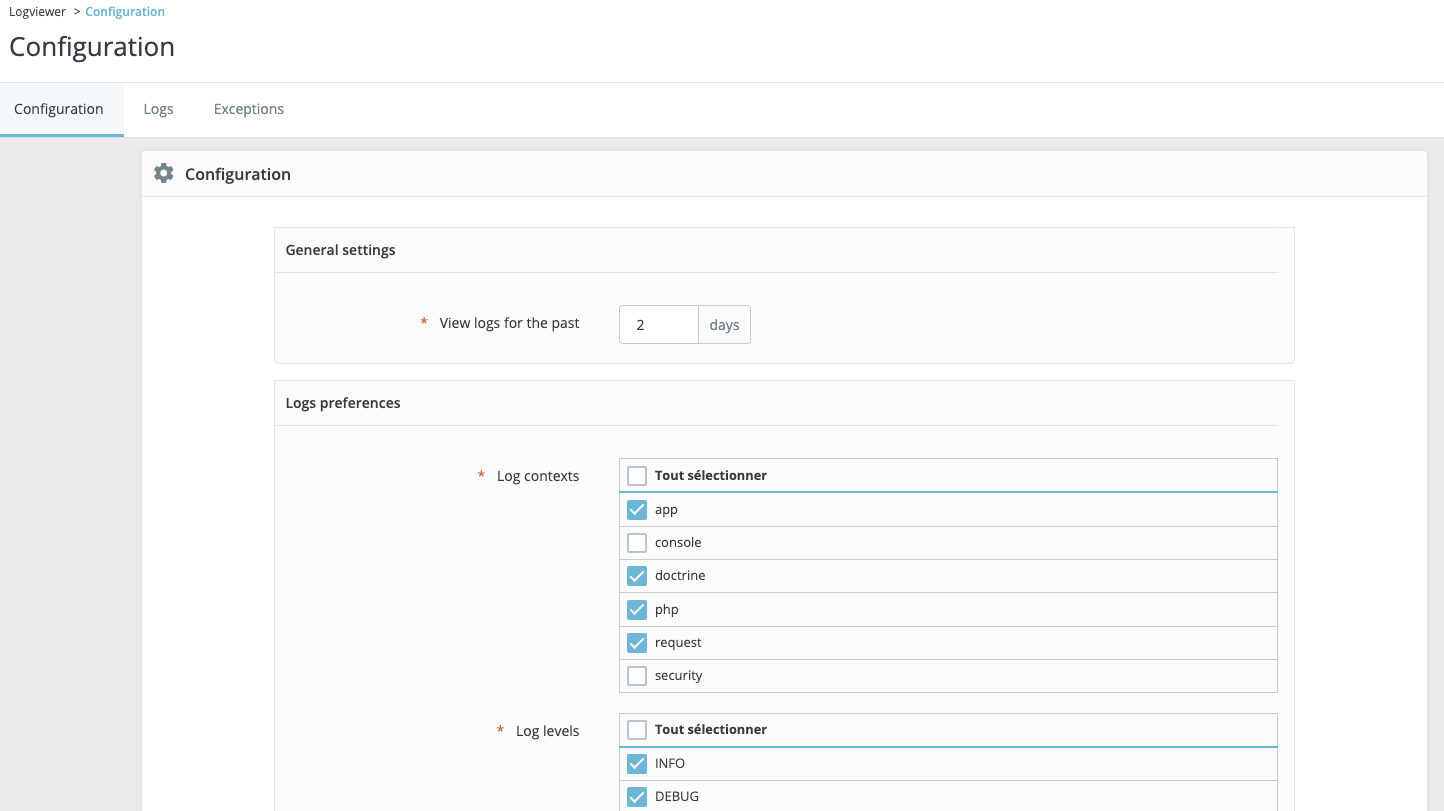 Logviewer > Configuration
Configuration
Configuration Logs Exceptions
Configuration
General settings
* View logs for the past 2 days
Logs preferences
* Log contexts Tout sélectionner
app
console
doctrine
php
request
security
* Log levels Tout sélectionner
INFO
DEBUG